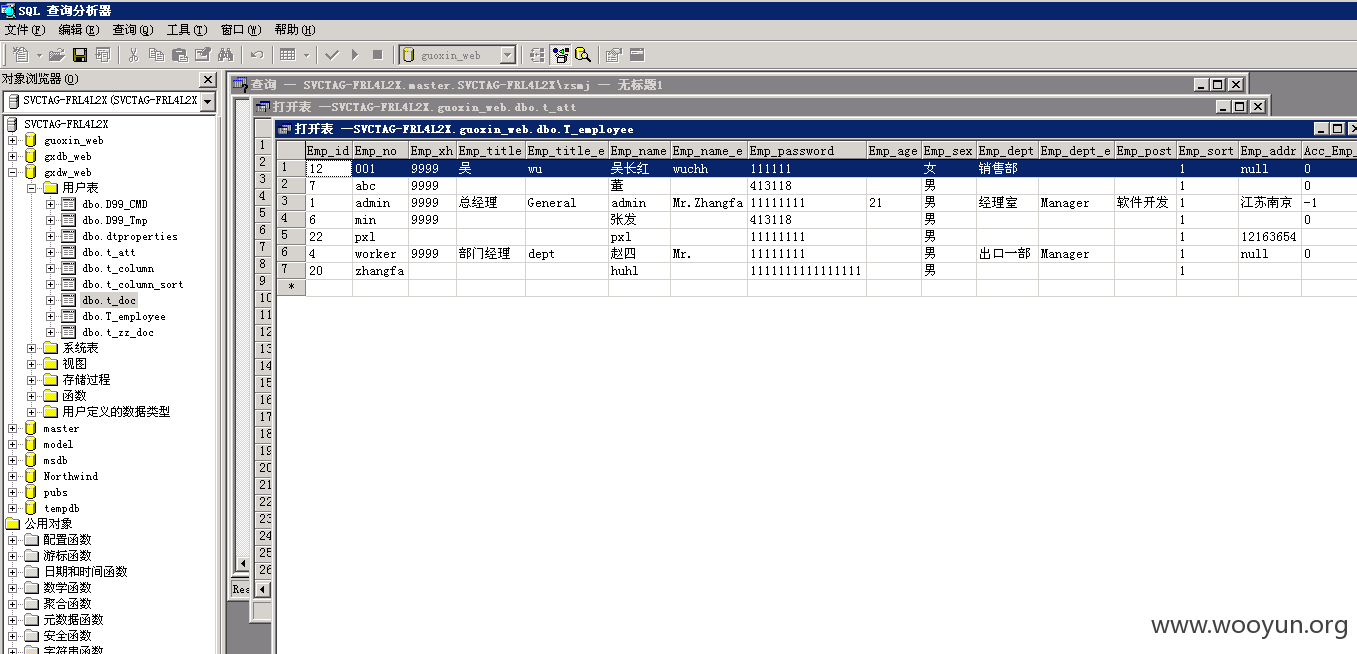 SQL 查询分析器
文件(F) 编辑(E) 查询(Q) 工具(T) 窗口(W) 帮助(H)
guoxin_web
对象浏览器(O)
SVCTAG-FRL4L2X(SVCTAG-FRL4L2X
SVCTAG-FRL4L2X
guoxin_web
gxdb_web
gxdw_web
用户表
dbo.D99_CMD
dbo.D99_Tmp
dbo.dtproperties
dbo.t_att
dbo.t_column
dbo.t_column_sort
dbo.t_doc
dbo.T_employee
dbo.t_zz_doc
系统表
视图
存储过程
函数
用户定义的数据类型
master
model
msdb
Northwind
pubs
tempdb
公用对象
配置函数
游标函数
日期和时间函数
数学函数
聚合函数
元数据函数
安全函数
字符串函数
查询 — SVCTAG-FRL4L2X.master.SVCTAG-FRL4L2X\zsmj — 无标题1
打开表 —SVCTAG-FRL4L2X.guoxin_web.dbo.t_att
1
2
3
4
5
6
7
8
9
10
11
12
13
14
15
16
17
18
19
20
21
22
23
24
25
26
Res
打开表 —SVCTAG-FRL4L2X.guoxin_web.dbo.T_employee
Emp_id Emp_no Emp_xh Emp_title Emp_title_e Emp_name Emp_name_e Emp_password Emp_age Emp_sex Emp_dept Emp_dept_e Emp_post Emp_sort Emp_addr Acc_Emp_
1 12 001 9999 吴 wu 吴长红 wuchh 111111 女 销售部 1 null 0
2 7 abc 9999 董 413118 男 1 0
3 1 admin 9999 总经理 General admin Mr.Zhangfa 11111111 21 男 经理室 Manager 软件开发 1 江苏南京 -1
4 6 min 9999 张发 413118 男 1 0
5 22 pxl pxl 11111111 男 1 12163654
6 4 worker 9999 部门经理 dept 赵四 Mr. 11111111 男 出口一部 Manager 1 null 0
7 20 zhangfa huhl 1111111111111111 男 1
*
www.wooyun.org